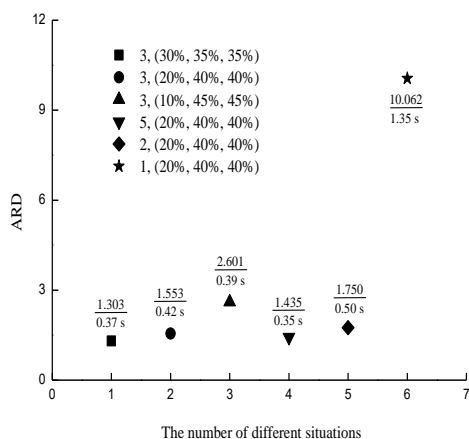 12
9
6
3
0
ARD
3, (30%, 35%, 35%)
3, (20%, 40%, 40%)
3, (10%, 45%, 45%)
5, (20%, 40%, 40%)
2, (20%, 40%, 40%)
1, (20%, 40%, 40%)
10.062
1.35 s
2.601
0.39 s
1.303
0.37 s
1.553
0.42 s
1.435
0.35 s
1.750
0.50 s
0 1 2 3 4 5 6 7
The number of different situations